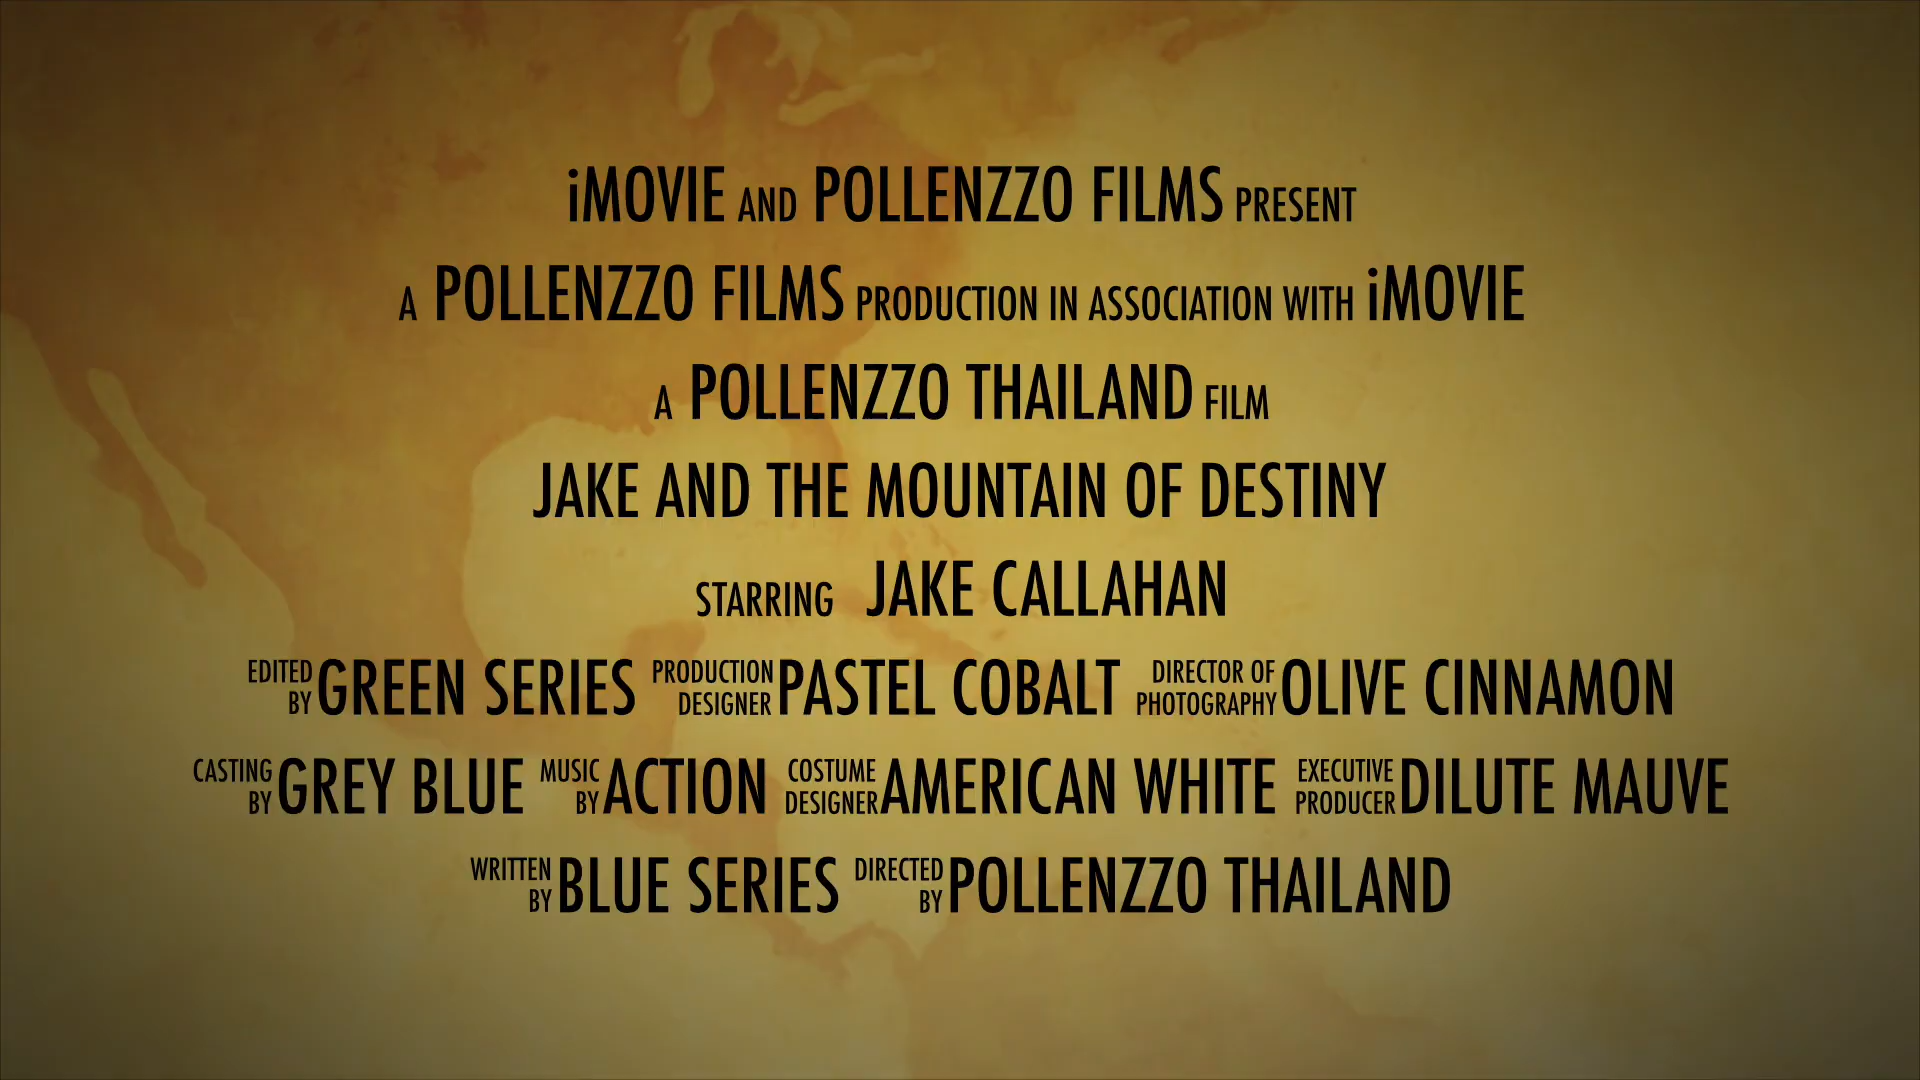 iMOVIE AND POLLENZZO FILMS PRESENT
A POLLENZZO FILMS PRODUCTION IN ASSOCIATION WITH iMOVIE
A POLLENZZO THAILAND FILM
JAKE AND THE MOUNTAIN OF DESTINY
STARRING JAKE CALLAHAN
EDITED BY GREEN SERIES PRODUCTION DESIGNER PASTEL COBALT DIRECTOR OF PHOTOGRAPHY OLIVE CINNAMON
CASTING BY GREY BLUE MUSIC BY ACTION COSTUME DESIGNER AMERICAN WHITE EXECUTIVE PRODUCER DILUTE MAUVE
WRITTEN BY BLUE SERIES DIRECTED BY POLLENZZO THAILAND